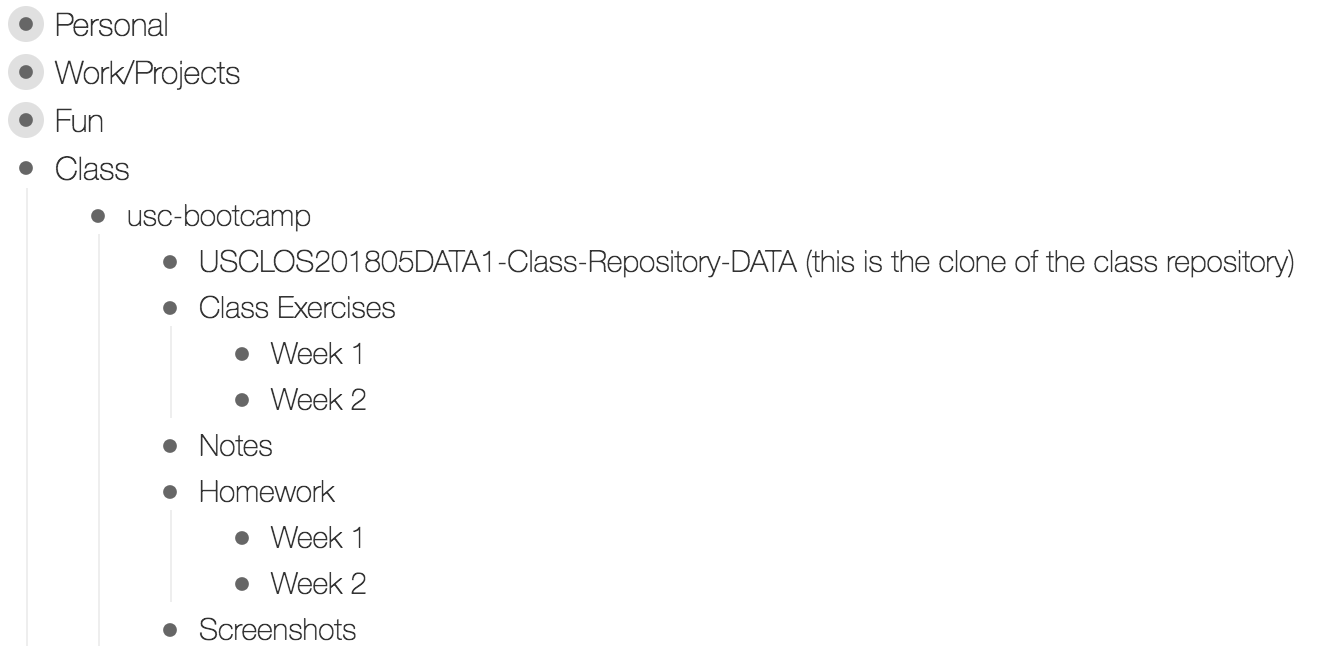 Personal
Work/Projects
Fun
Class
usc-bootcamp
USCLOS201805DATA1-Class-Repository-DATA (this is the clone of the class repository)
Class Exercises
Week 1
Week 2
Notes
Homework
Week 1
Week 2
Screenshots